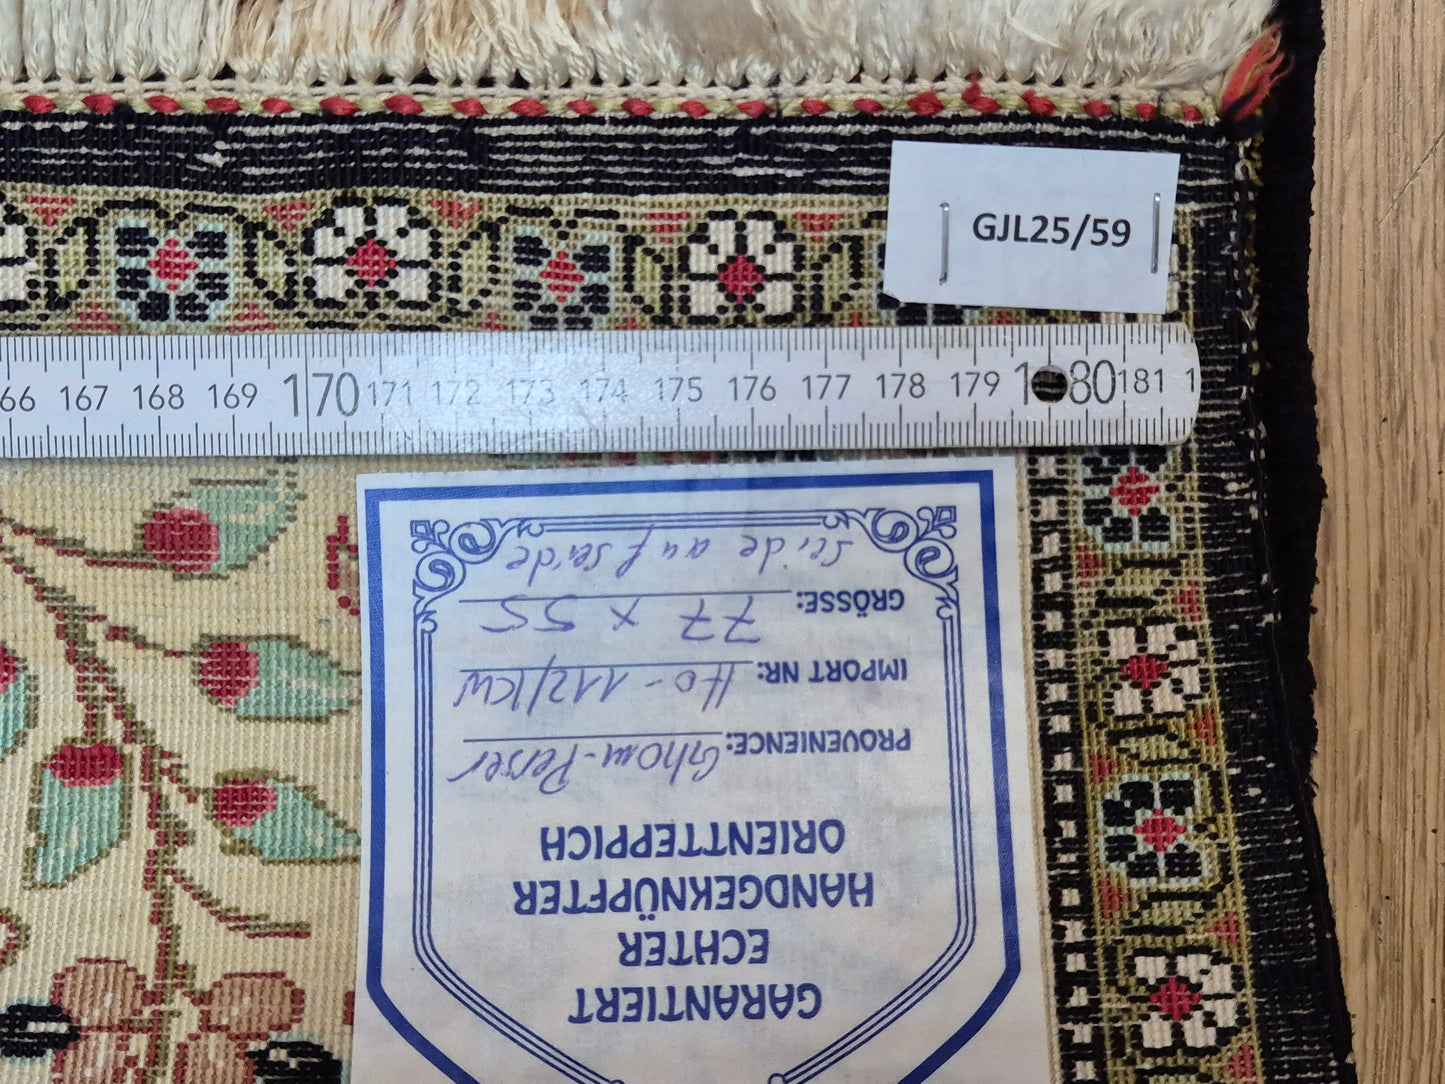 GJL25/59
66 167 168 169 170 171 172 173 174 175 176 177 178 179 180 181 1
GARANTIERT
ECHTER
HANDGEKNÜPFTER
ORIENTTEPPICH
PROVENIENCE: Ghom-Perser
IMPORT NR: Ho-112/KW
GRÖSSE: 77 x 55
Seide auf Seide